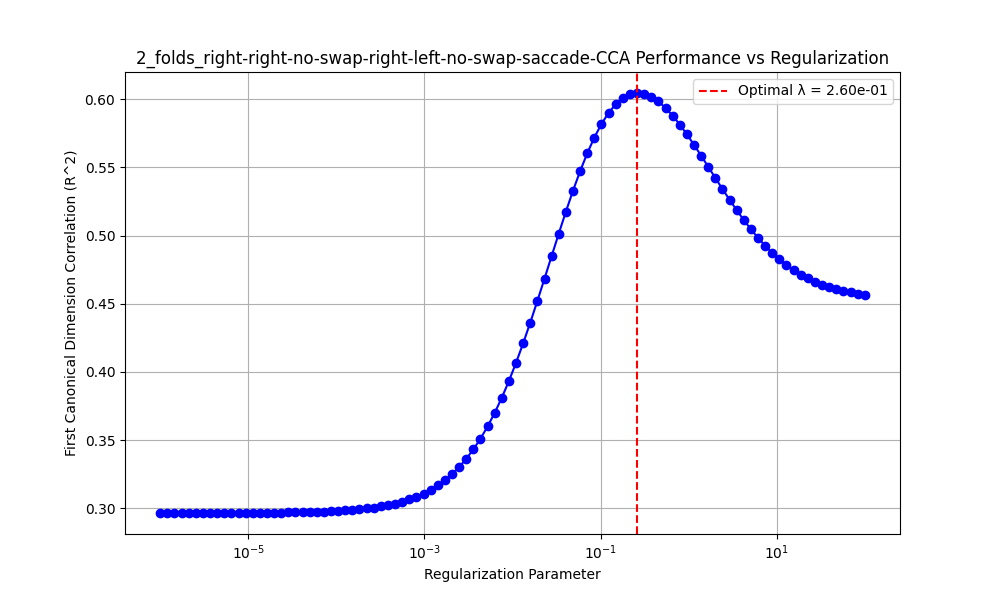 2_folds_right-right-no-swap-right-left-no-swap-saccade-CCA Performance vs Regularization
Optimal λ = 2.60e-01
First Canonical Dimension Correlation (R^2)
0.60
0.55
0.50
0.45
0.40
0.35
0.30
10⁻⁵
10⁻³
10⁻¹
10¹
Regularization Parameter